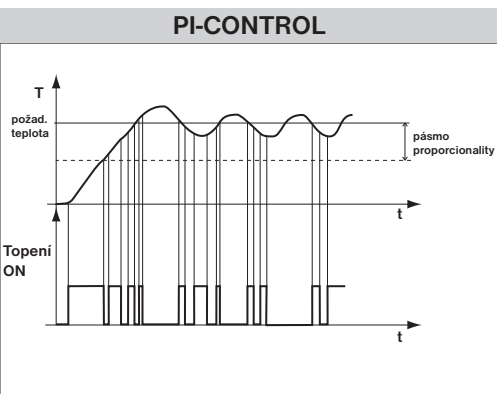 PI-CONTROL
T
požad.
teplota
pásmo
proporcionality
t
Topení
ON
t